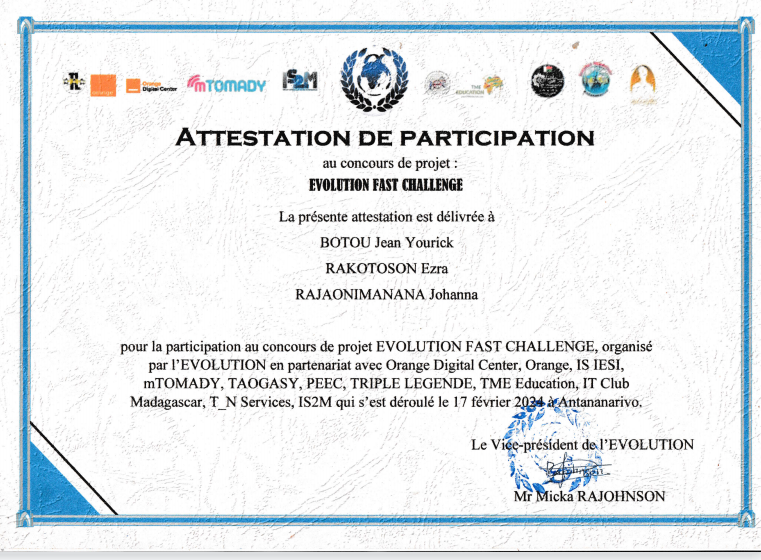 orange
Orange
Digital Center
mTOMADY
IS2M
TME
EDUCATION
ATTESTATION DE PARTICIPATION
au concours de projet :
EVOLUTION FAST CHALLENGE
La présente attestation est délivrée à
BOTOU Jean Yourick
RAKOTOSON Ezra
RAJAONIMANANA Johanna
pour la participation au concours de projet EVOLUTION FAST CHALLENGE, organisé
par l’EVOLUTION en partenariat avec Orange Digital Center, Orange, IS IESI,
mTOMADY, TAOGASY, PEEC, TRIPLE LEGENDE, TME Education, IT Club
Madagascar, T_N Services, IS2M qui s’est déroulé le 17 février 2024 à Antananarivo.
Le Vice-président de l’EVOLUTION
Mr Micka RAJOHNSON